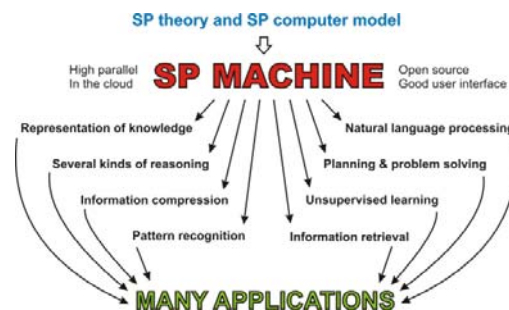 SP theory and SP computer model
High parallel
In the cloud
SP MACHINE
Open source
Good user interface
Representation of knowledge
Natural language processing
Several kinds of reasoning
Planning & problem solving
Information compression
Unsupervised learning
Pattern recognition
Information retrieval
MANY APPLICATIONS